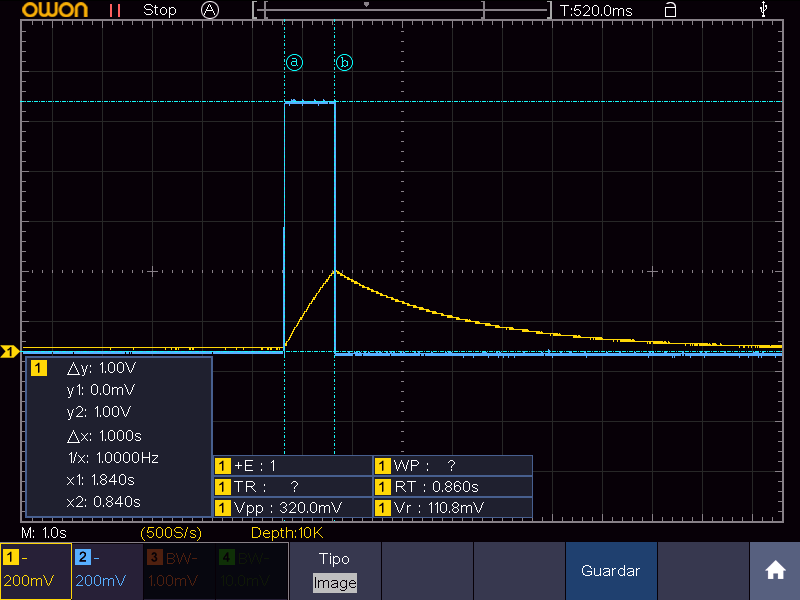 OWON Stop A T:520.0ms
a b
1
1 Δy: 1.00V
y1: 0.0mV
y2: 1.00V
Δx: 1.000s
1/x: 1.0000Hz
x1: 1.840s
x2: 0.840s
1 +E : 1 1 WP : ?
1 TR : ? 1 RT : 0.860s
1 Vpp : 320.0mV 1 Vr : 110.8mV
M: 1.0s (500S/s) Depth:10K
1 - 2 - 3 BW- 4 BW- Tipo
200mV 200mV 1.00mV 10.0mV Image Guardar